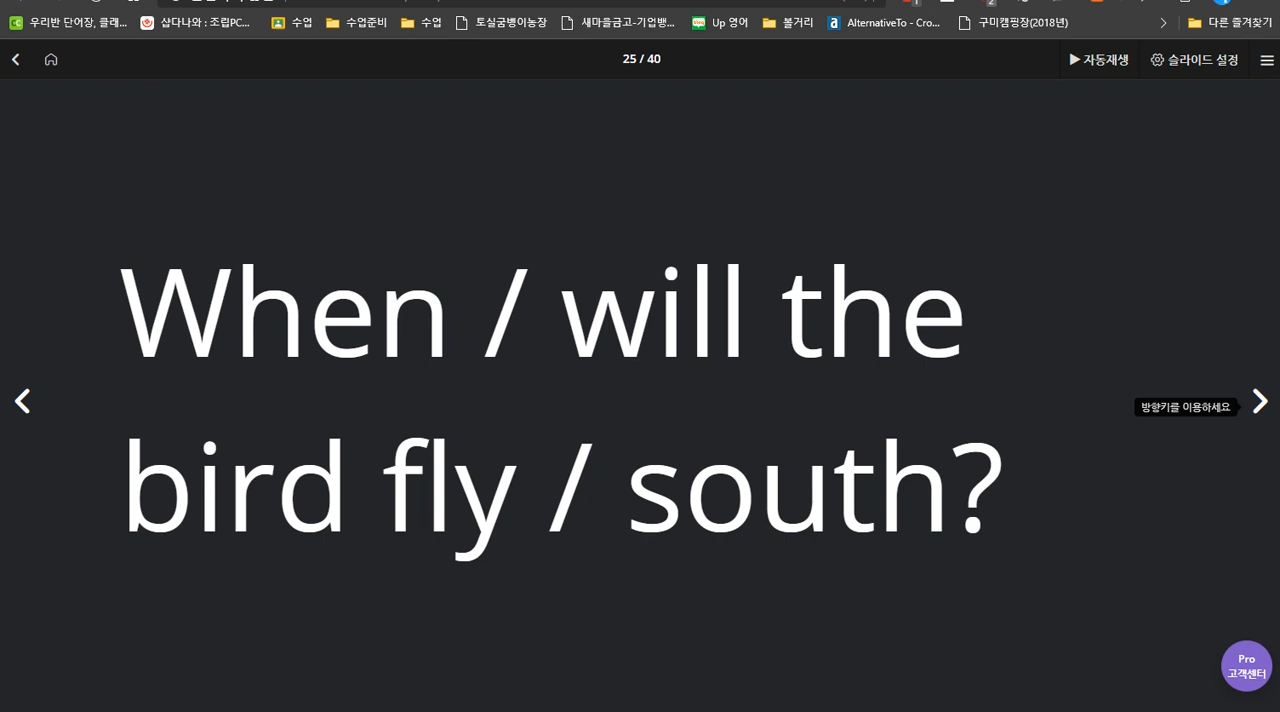 우리반 단어장, 클래... 샵다나와 : 조립PC... 수업 수업준비 수업 토실굼벵이농장 새마을금고-기업뱅... Up 영어 볼거리 AlternativeTo - Cro... 구미캠핑장(2018년) 다른 즐겨찾기
25 / 40 ▶ 자동재생 슬라이드 설정
When / will the
방향키를 이용하세요
bird fly / south?
Pro
고객센터